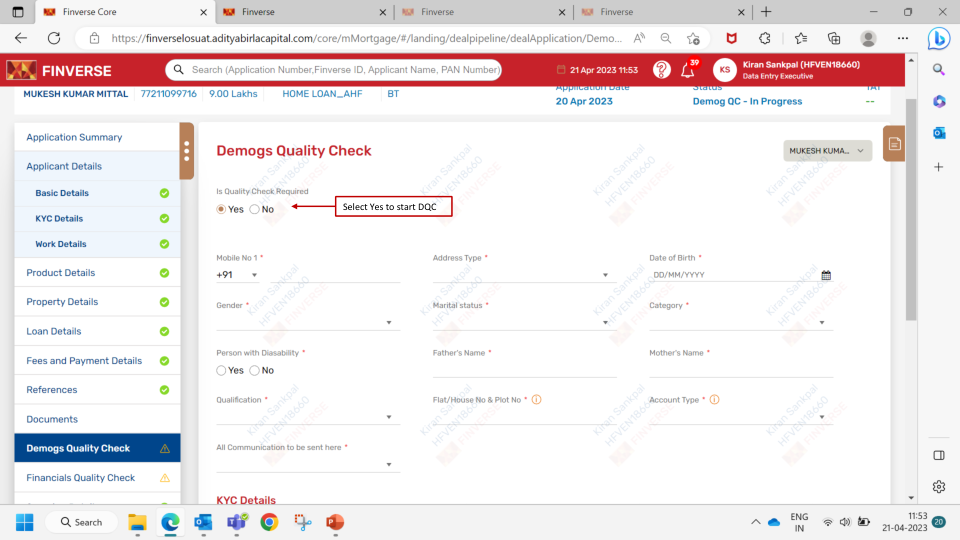 Finverse Core
Finverse
Finverse
Finverse
https://finverselosuat.adityabirlacapital.com/core/mMortgage/#/landing/dealpipeline/dealApplication/Demo...
FINVERSE
Search (Application Number,Finverse ID, Applicant Name, PAN Number)
21 Apr 2023 11:53
39
KS
Kiran Sankpal (HFVEN18660)
Data Entry Executive
MUKESH KUMAR MITTAL
77211099716
9.00 Lakhs
HOME LOAN_AHF
BT
Application Date
20 Apr 2023
Status
Demog QC - In Progress
TAT
--
Application Summary
Applicant Details
Basic Details
KYC Details
Work Details
Product Details
Property Details
Loan Details
Fees and Payment Details
References
Documents
Demogs Quality Check
Financials Quality Check
Demogs Quality Check
MUKESH KUMA...
Is Quality Check Required
Yes No
Select Yes to start DQC
Mobile No 1 *
+91
Address Type *
Date of Birth *
DD/MM/YYYY
Gender *
Marital status *
Category *
Person with Diasability *
Yes No
Father's Name *
Mother's Name *
Qualification *
Flat/House No & Plot No *
Account Type *
All Communication to be sent here *
KYC Details
Kiran Sankpal
HFVEN18660
FINVERSE
Search
ENG
IN
11:53
21-04-2023
20